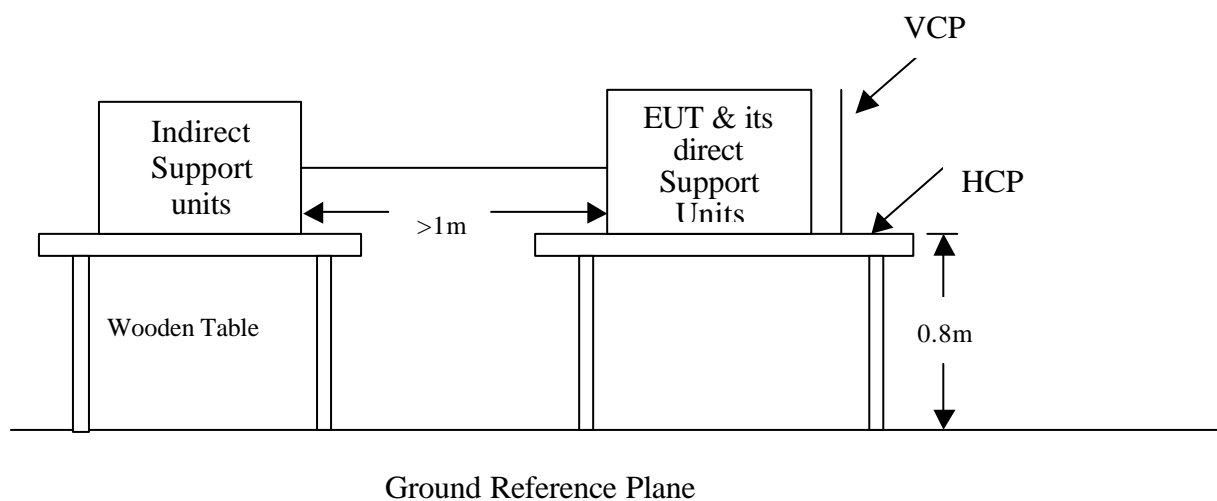 VCP
Indirect
Support
units
EUT & its
direct
Support
Units
HCP
>1m
Wooden Table
0.8m
Ground Reference Plane